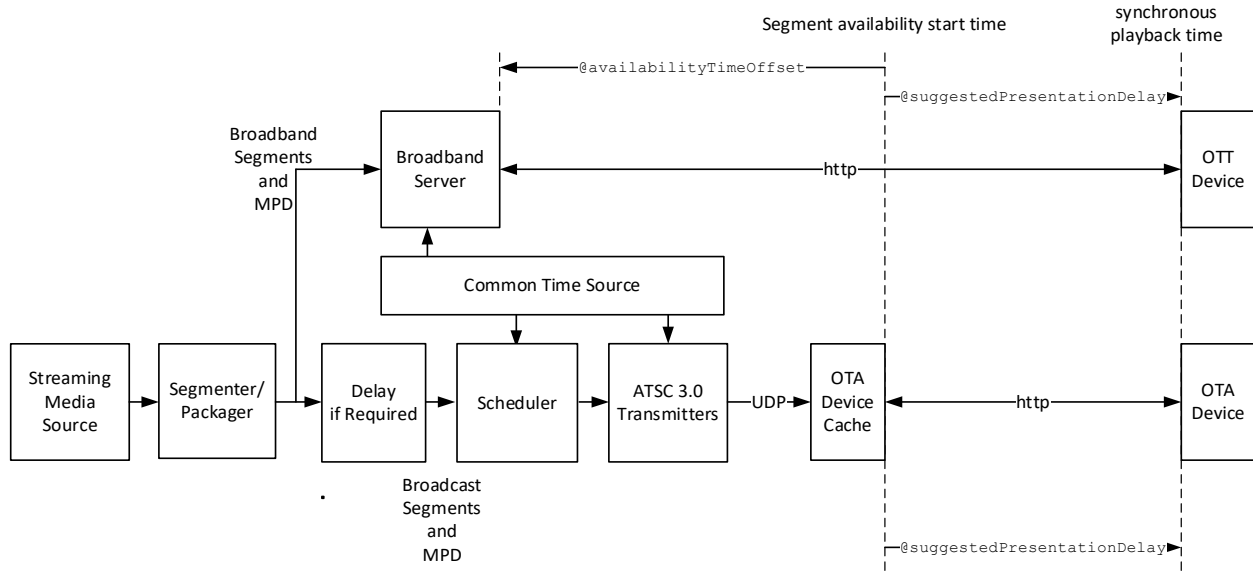 Segment availability start time
synchronous
playback time
@availabilityTimeOffset
@suggestedPresentationDelay
Broadband
Segments
and
MPD
Broadband
Server
http
OTT
Device
Common Time Source
Streaming
Media
Source
Segmenter/
Packager
Delay
if Required
Scheduler
ATSC 3.0
Transmitters
UDP
OTA
Device
Cache
http
OTA
Device
Broadcast
Segments
and
MPD
@suggestedPresentationDelay